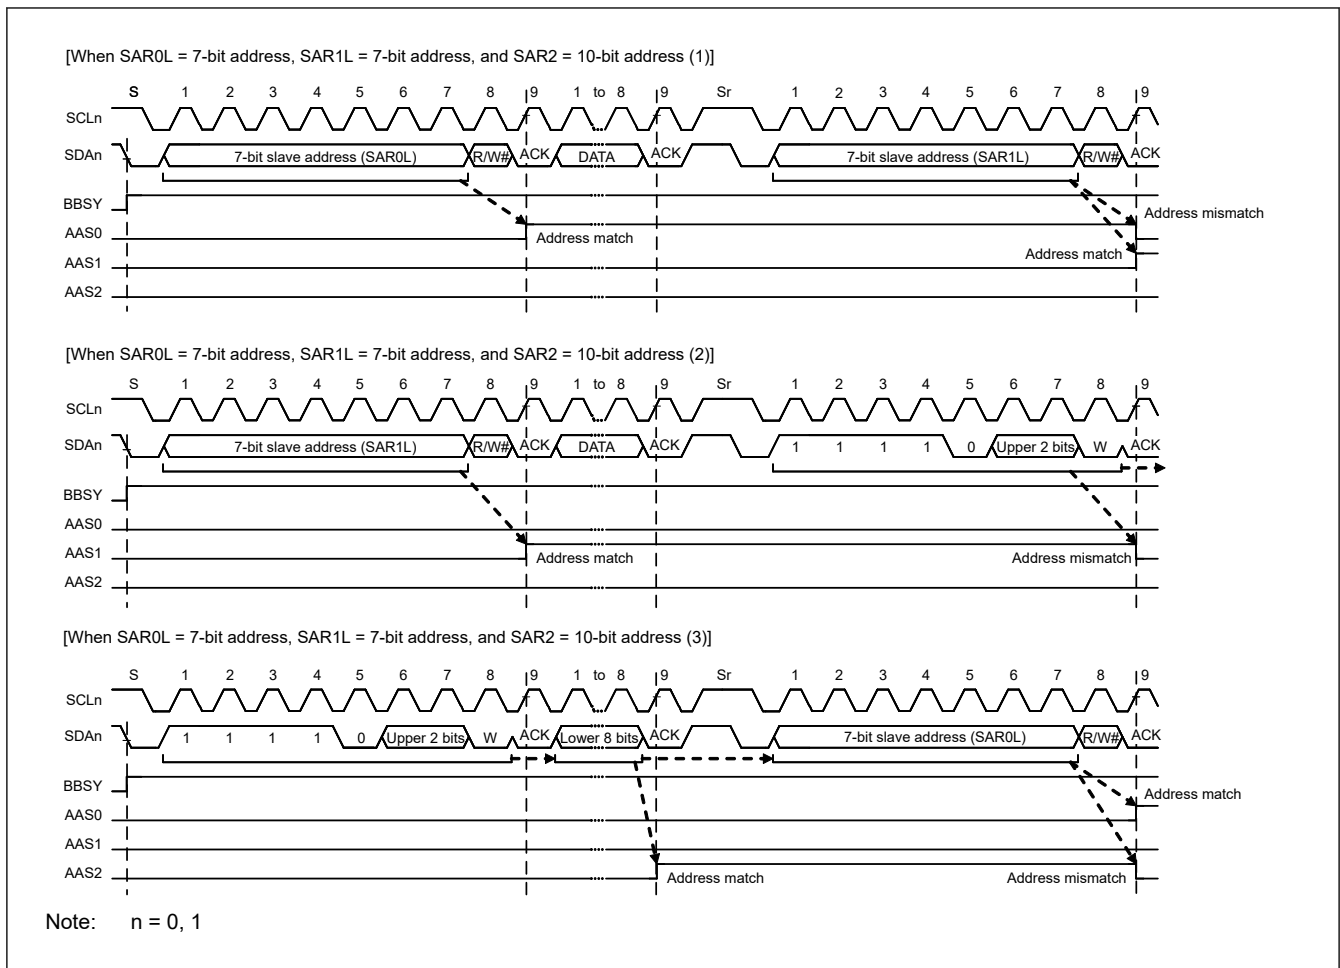 [When SAR0L = 7-bit address, SAR1L = 7-bit address, and SAR2 = 10-bit address (1)]
S 1 2 3 4 5 6 7 8 9 1 to 8 9 Sr 1 2 3 4 5 6 7 8 9
SCLn
SDAn 7-bit slave address (SAR0L) R/W# ACK DATA ACK 7-bit slave address (SAR1L) R/W# ACK
BBSY
Address mismatch
AAS0
Address match
AAS1 Address match
AAS2
[When SAR0L = 7-bit address, SAR1L = 7-bit address, and SAR2 = 10-bit address (2)]
S 1 2 3 4 5 6 7 8 9 1 to 8 9 Sr 1 2 3 4 5 6 7 8 9
SCLn
SDAn 7-bit slave address (SAR1L) R/W# ACK DATA ACK 1 1 1 1 0 Upper 2 bits W ACK
BBSY
AAS0
AAS1 Address match Address mismatch
AAS2
[When SAR0L = 7-bit address, SAR1L = 7-bit address, and SAR2 = 10-bit address (3)]
S 1 2 3 4 5 6 7 8 9 1 to 8 9 Sr 1 2 3 4 5 6 7 8 9
SCLn
SDAn 1 1 1 1 0 Upper 2 bits W ACK Lower 8 bits ACK 7-bit slave address (SAR0L) R/W# ACK
BBSY
Address match
AAS0
AAS1
AAS2 Address match Address mismatch
Note: n = 0, 1